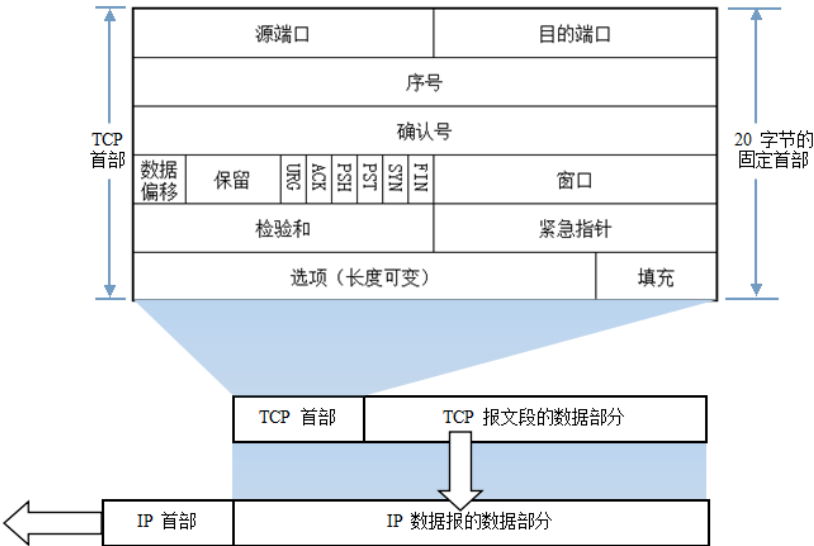 源端口
目的端口
序号
确认号
TCP
首部
20 字节的
固定首部
数据
偏移
保留
URG
ACK
PSH
PST
SYN
FIN
窗口
检验和
紧急指针
选项（长度可变）
填充
TCP 首部
TCP 报文段的数据部分
IP 首部
IP 数据报的数据部分